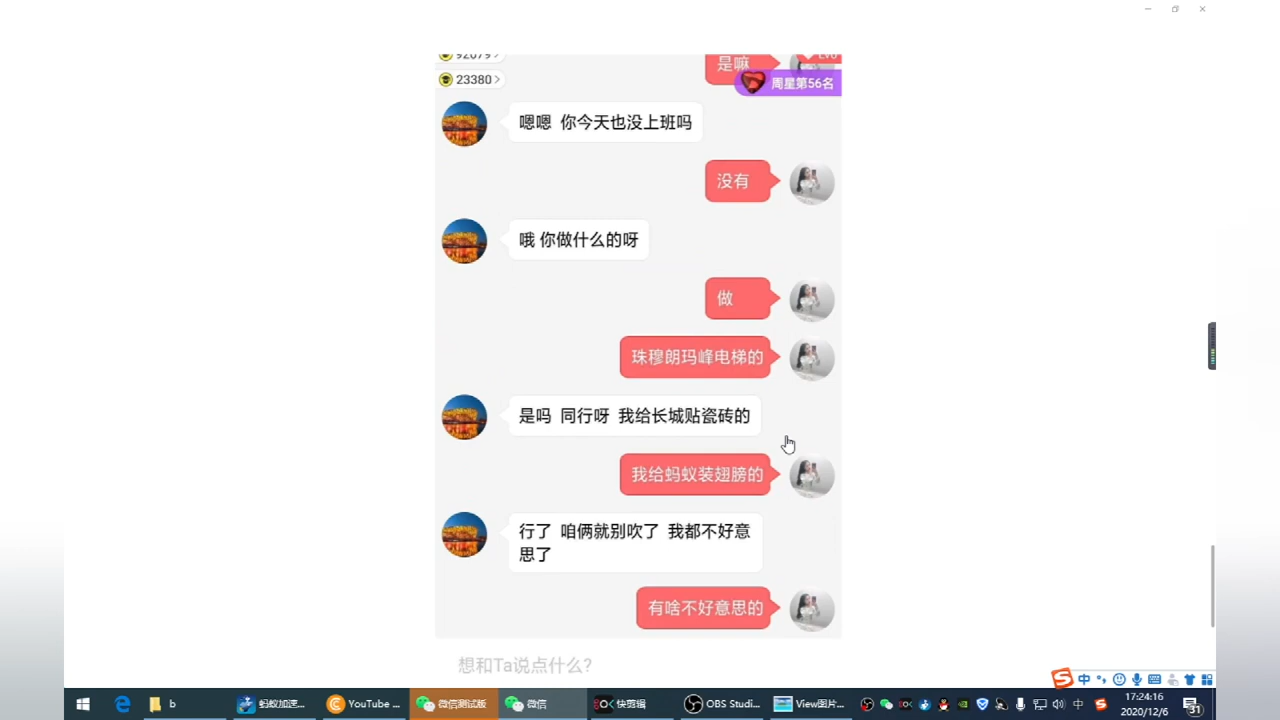 23380
是嘛
周星第56名
嗯嗯 你今天也没上班吗
没有
哦 你做什么的呀
做
珠穆朗玛峰电梯的
是吗 同行呀 我给长城贴瓷砖的
我给蚂蚁装翅膀的
行了 咱俩就别吹了 我都不好意
思了
有啥不好意思的
想和Ta说点什么?
中
b
蚂蚁加速...
YouTube ...
微信测试版
微信
快剪辑
OBS Studi...
View图片...
中
17:24:16
2020/12/6